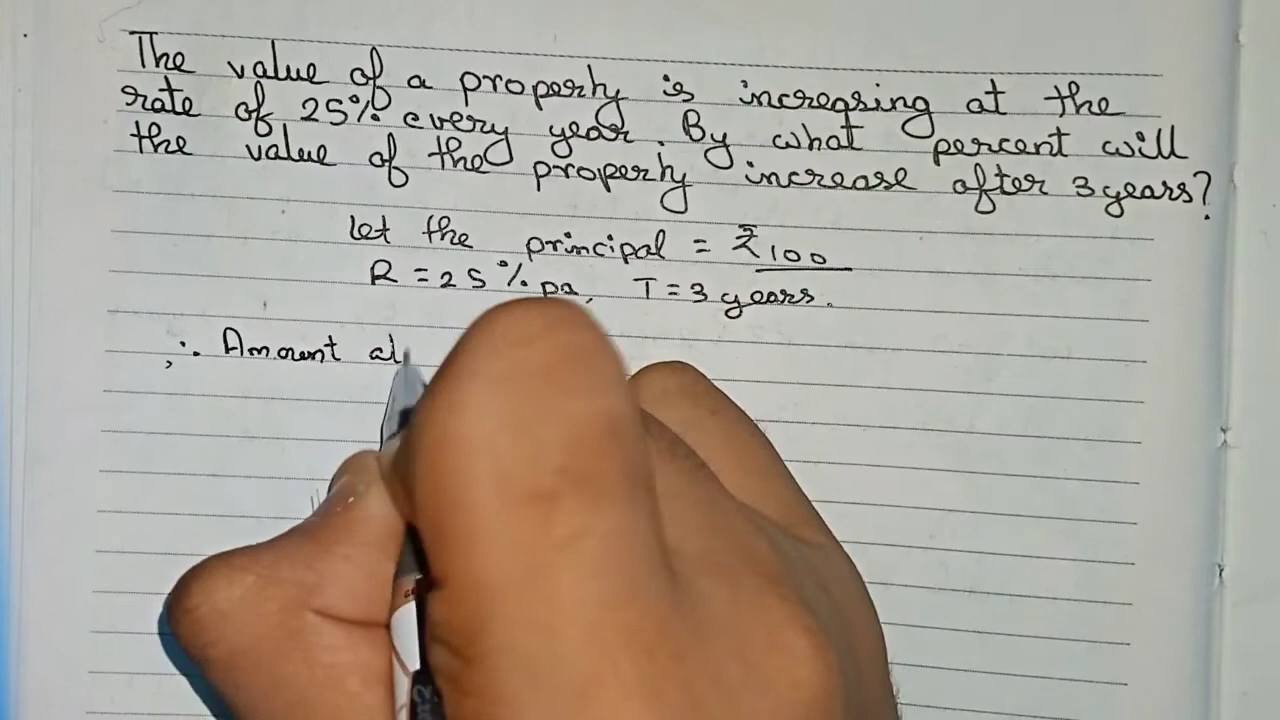 The value of a property is increasing at the
rate of 25% every year. By what percent will
the value of the property increase after 3 years?
Let the principal = ₹100
R = 25% pa, T = 3 years.
∴ Amount